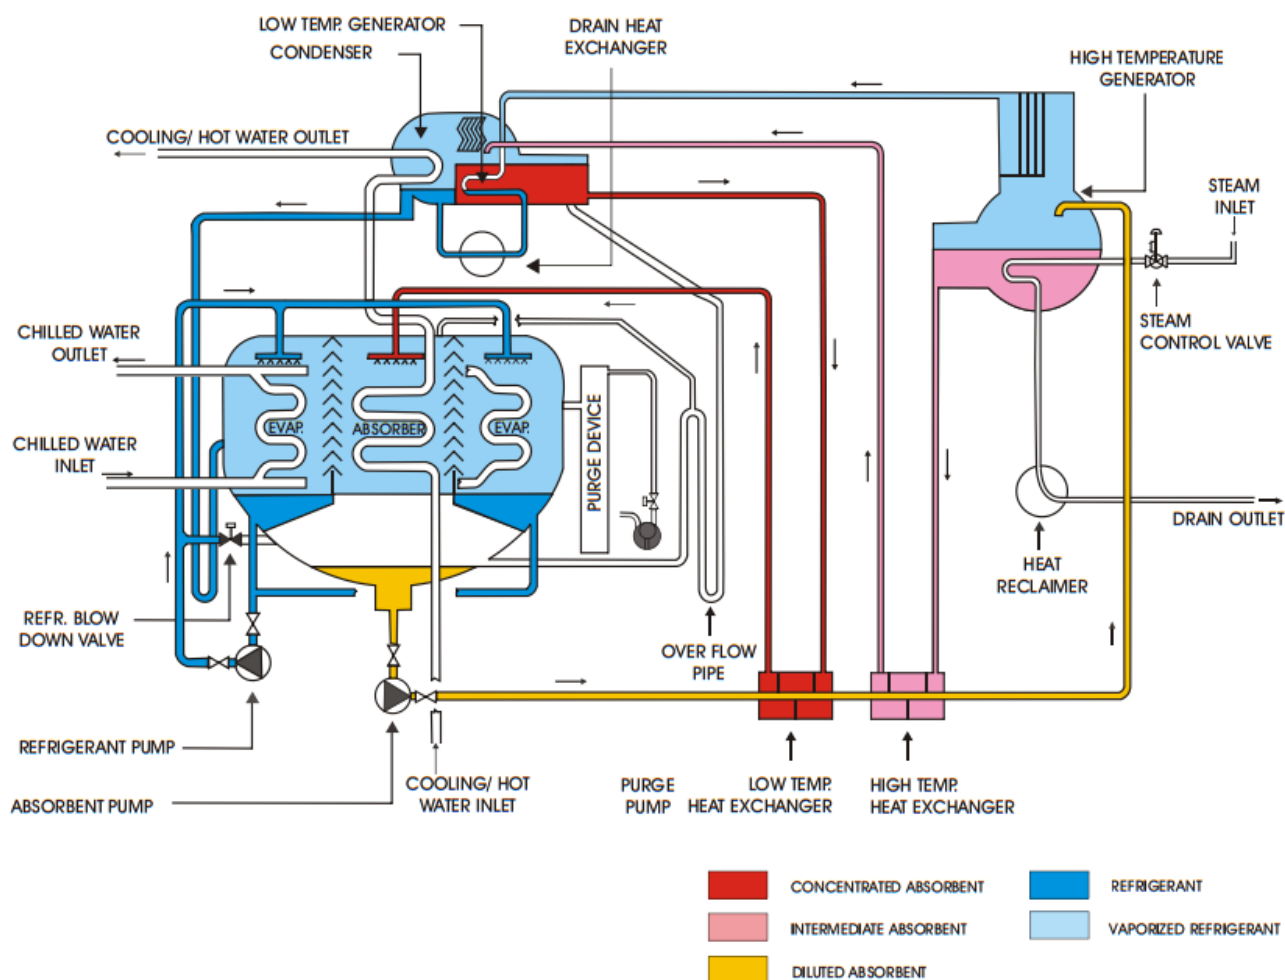 LOW TEMP. GENERATOR
CONDENSER
DRAIN HEAT
EXCHANGER
HIGH TEMPERATURE
GENERATOR
COOLING/ HOT WATER OUTLET
STEAM
INLET
STEAM
CONTROL VALVE
CHILLED WATER
OUTLET
CHILLED WATER
INLET
EVAP.
ABSORBER
EVAP.
PURGE DEVICE
DRAIN OUTLET
HEAT
RECLAIMER
REFR. BLOW
DOWN VALVE
OVER FLOW
PIPE
REFRIGERANT PUMP
ABSORBENT PUMP
COOLING/ HOT
WATER INLET
PURGE
PUMP
LOW TEMP.
HEAT EXCHANGER
HIGH TEMP.
HEAT EXCHANGER
CONCENTRATED ABSORBENT
REFRIGERANT
INTERMEDIATE ABSORBENT
VAPORIZED REFRIGERANT
DILUTED ABSORBENT